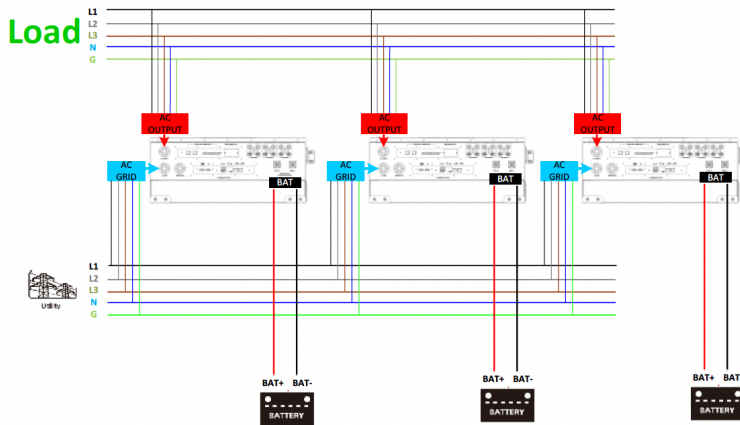 Load
L1
L2
L3
N
G
AC
OUTPUT
AC
OUTPUT
AC
OUTPUT
AC
GRID
BAT
AC
GRID
BAT
AC
GRID
BAT
Utility
L1
L2
L3
N
G
BAT+ BAT-
BATTERY
BAT+ BAT-
BATTERY
BAT+ BAT
BATTERY